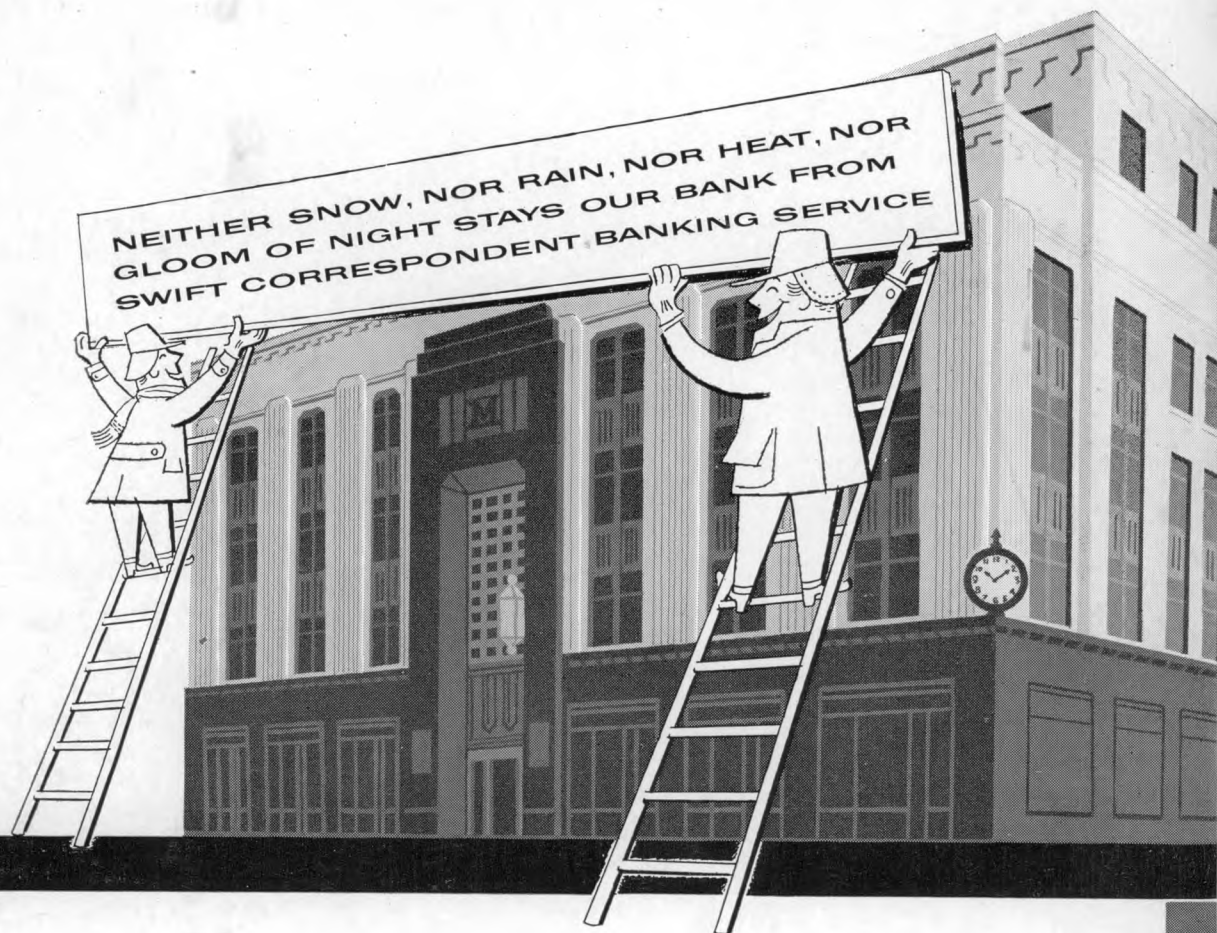 NEITHER SNOW, NOR RAIN, NOR HEAT, NOR
GLOOM OF NIGHT STAYS OUR BANK FROM
SWIFT CORRESPONDENT BANKING SERVICE
M